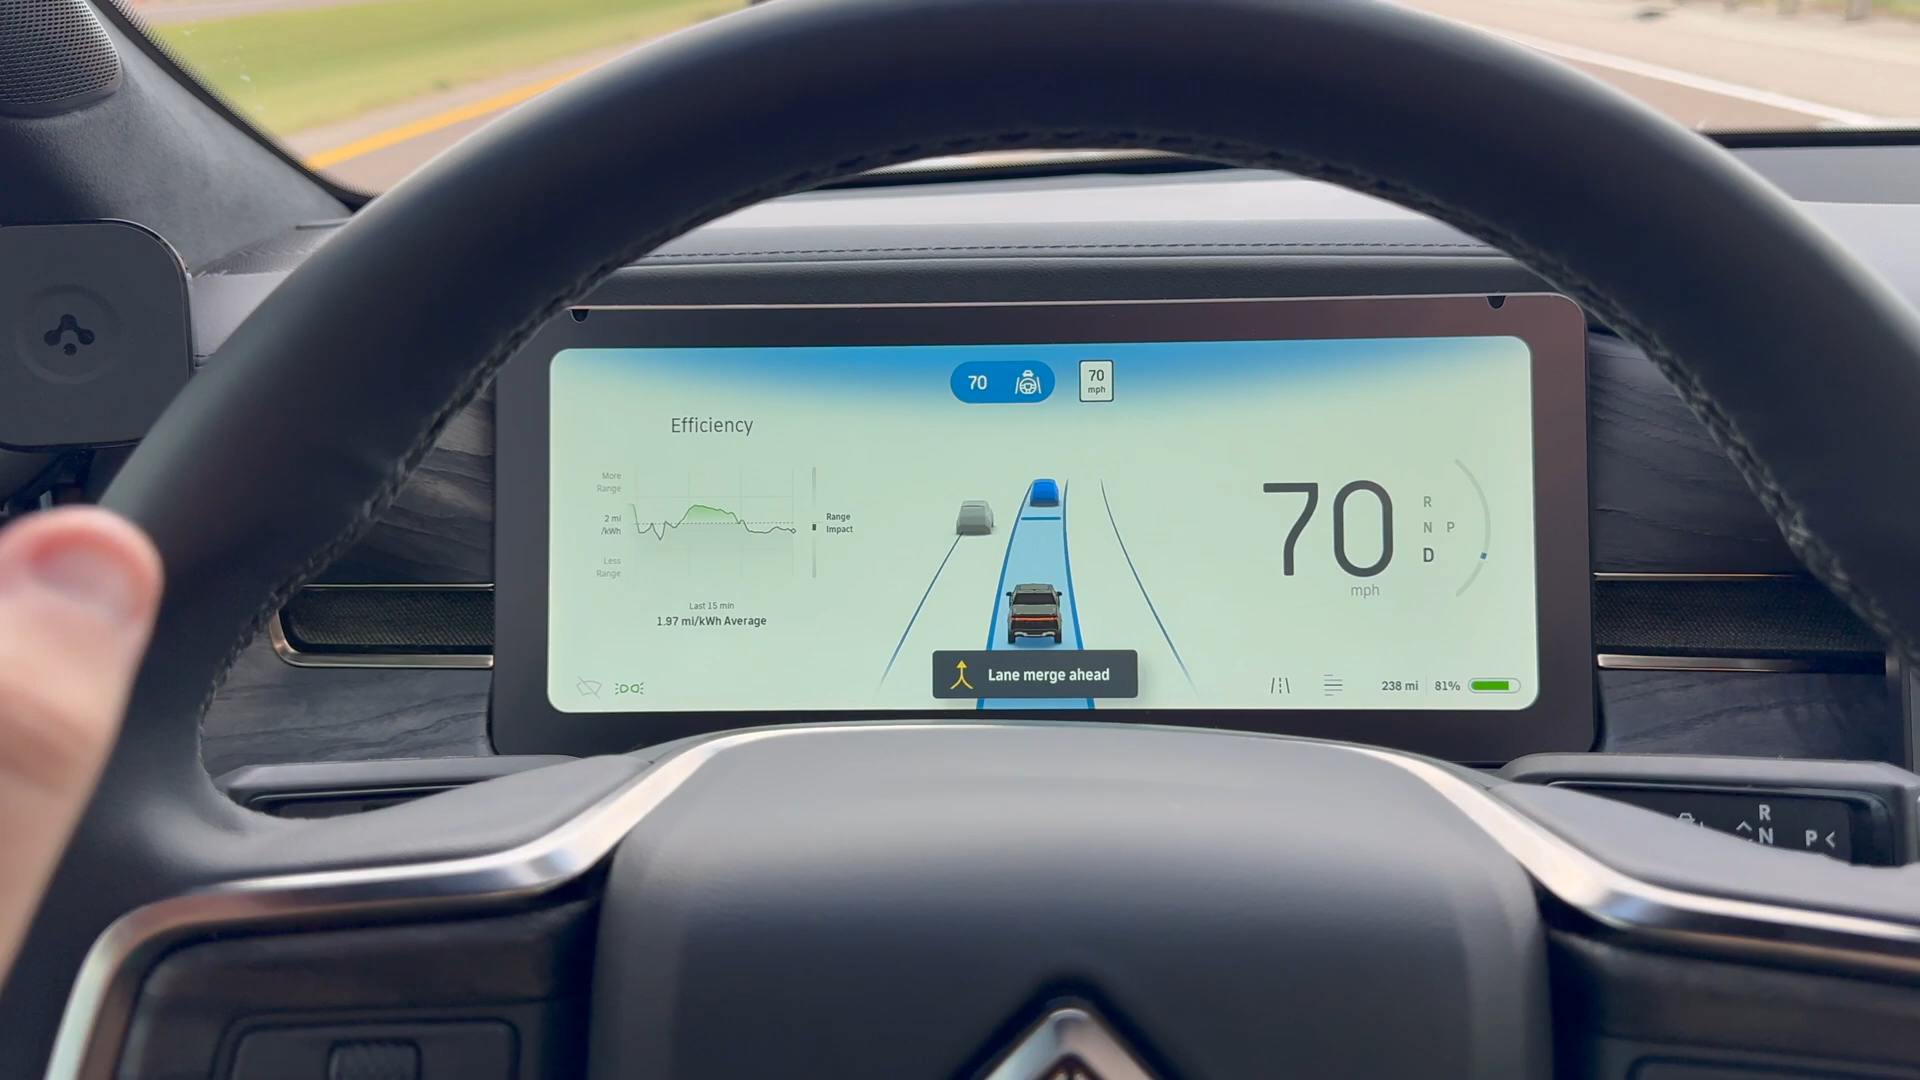 70
70
mph
Efficiency
More
Range
2 mi
/kWh
Less
Range
Range
Impact
Last 15 min
1.97 mi/kWh Average
70
mph
R
N P
D
Lane merge ahead
238 mi 81%
R
N P